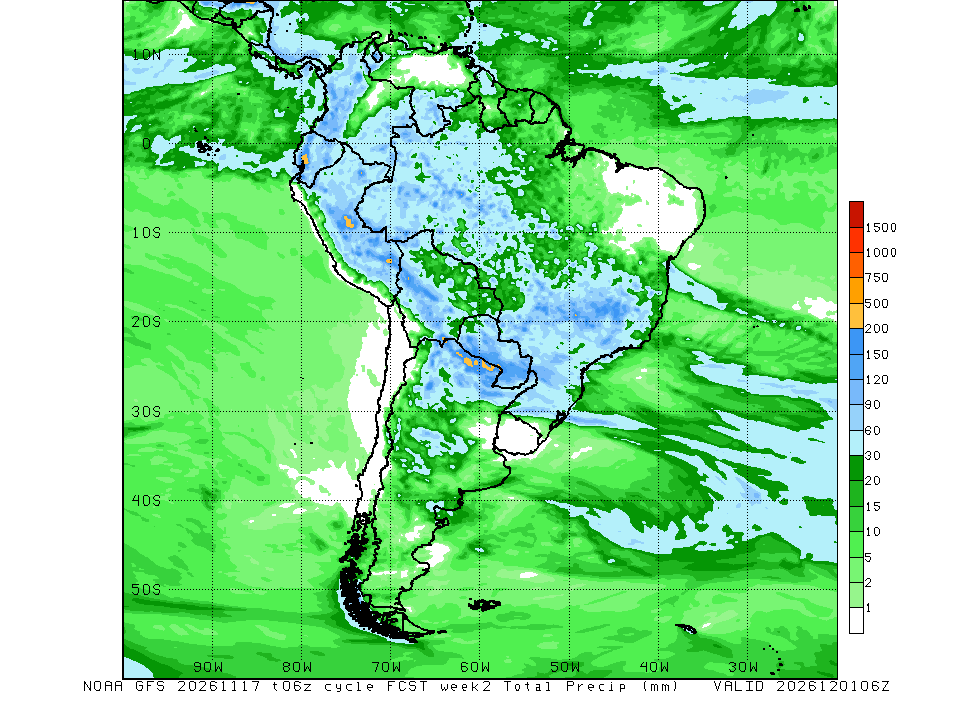 10N
0
10S
20S
30S
40S
50S
90W 80W 70W 60W 50W 40W 30W
1500
1000
750
500
200
150
120
90
60
30
20
15
10
5
2
1
NOAA GFS 20261117 t06z cycle FCST week2 Total Precip (mm) VALID 2026120106Z